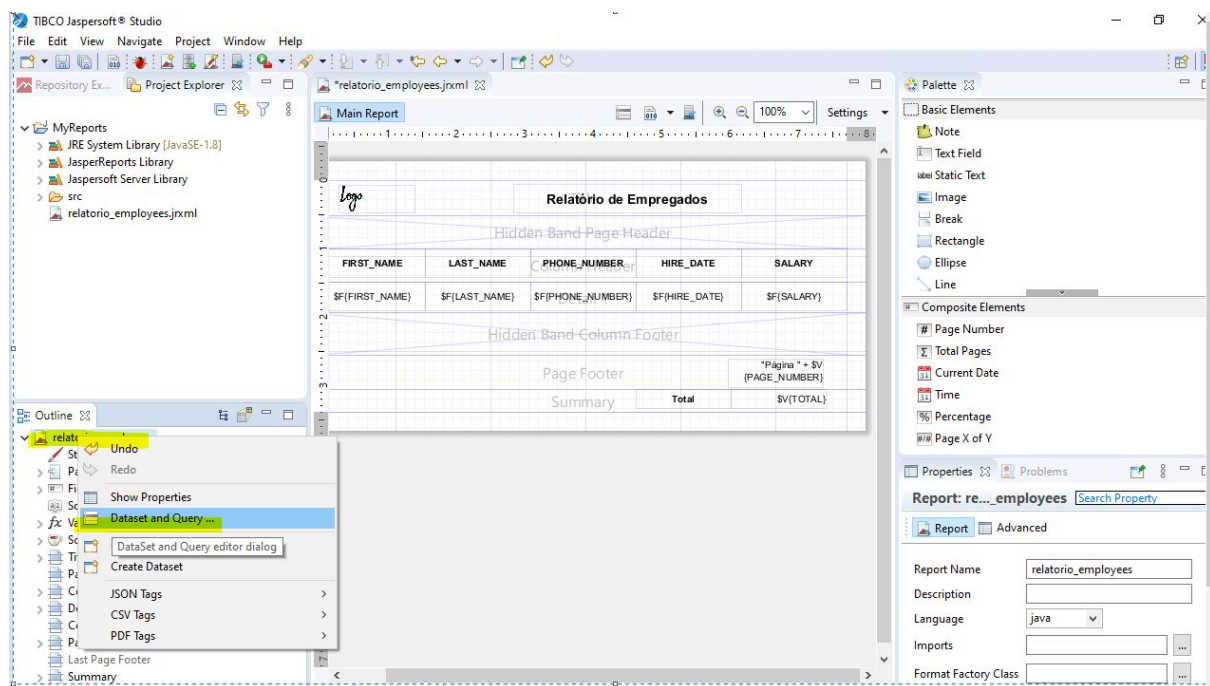 TIBCO Jaspersoft® Studio
File Edit View Navigate Project Window Help
Repository Ex... Project Explorer
MyReports
JRE System Library [JavaSE-1.8]
JasperReports Library
Jaspersoft Server Library
src
relatorio_employees.jrxml
*relatorio_employees.jrxml
Main Report
100%
Settings
logo
Relatório de Empregados
Hidden Band Page Header
FIRST_NAME LAST_NAME PHONE_NUMBER HIRE_DATE SALARY
Column Header
$F{FIRST_NAME} $F{LAST_NAME} $F{PHONE_NUMBER} $F{HIRE_DATE} $F{SALARY}
Hidden Band Column Footer
Page Footer
"Página " + $V
{PAGE_NUMBER}
Summary
Total
$V{TOTAL}
Palette
Basic Elements
Note
Text Field
label Static Text
Image
Break
Rectangle
Ellipse
Line
Composite Elements
# Page Number
Total Pages
Current Date
Time
% Percentage
#/# Page X of Y
Outline
Undo
Redo
Show Properties
Dataset and Query ...
DataSet and Query editor dialog
Create Dataset
JSON Tags
CSV Tags
PDF Tags
Last Page Footer
Summary
Properties Problems
Report: re..._employees Search Property
Report Advanced
Report Name relatorio_employees
Description
Language java
Imports ...
Format Factory Class ...